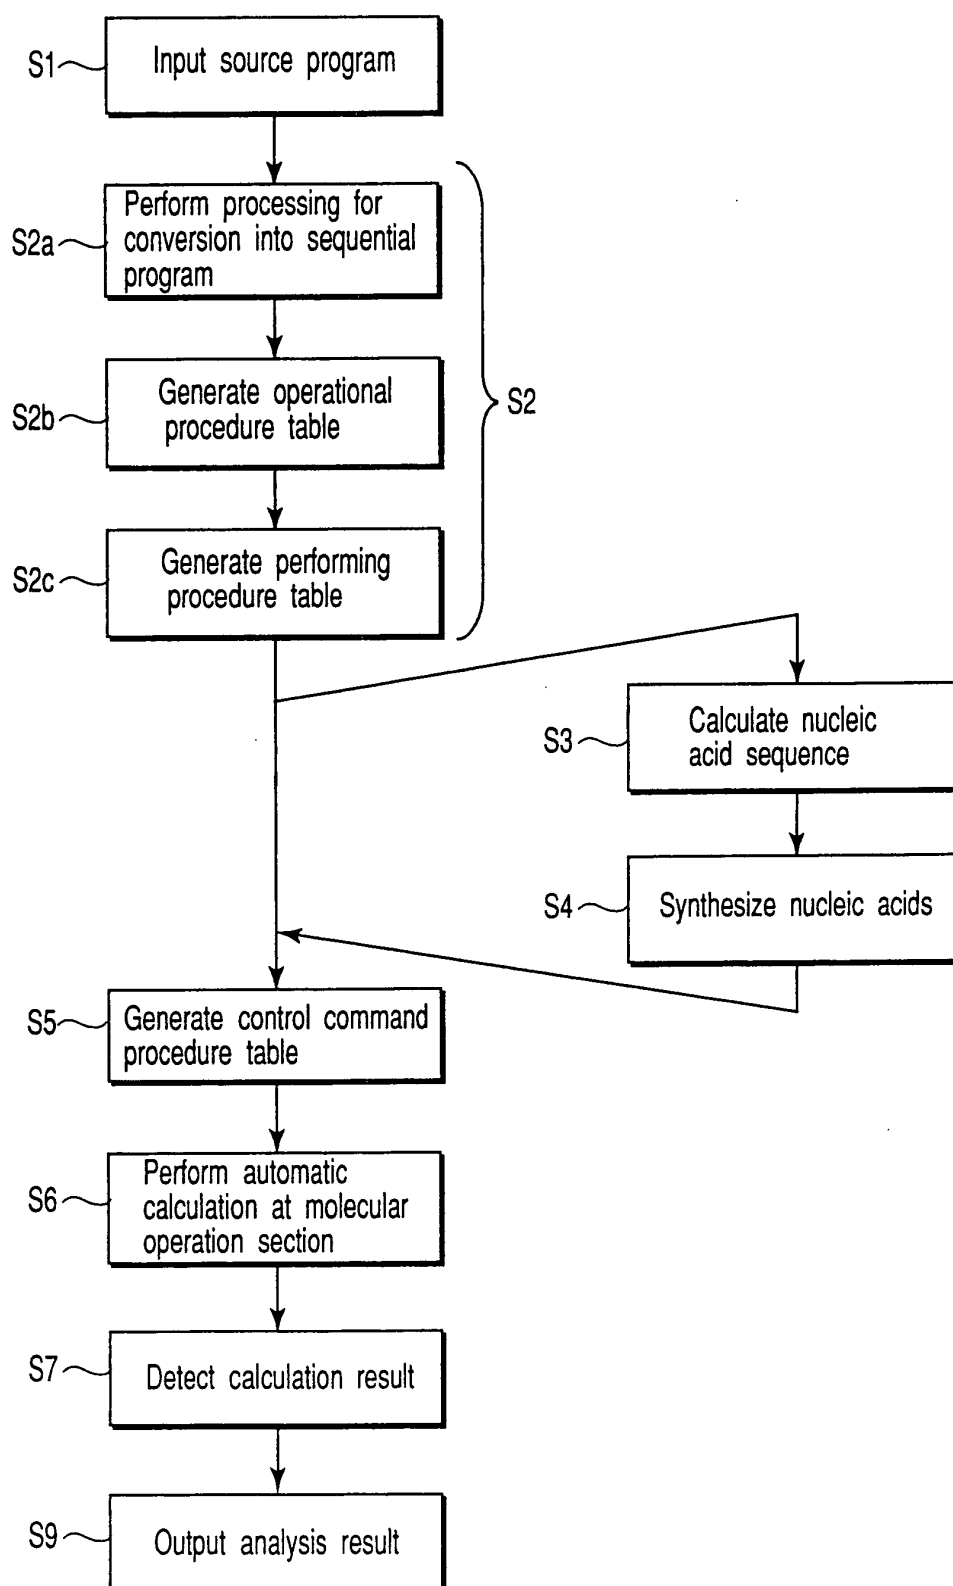 S1
Input source program
S2a
Perform processing for
conversion into sequential
program
S2b
Generate operational
procedure table
S2
S2c
Generate performing
procedure table
S3
Calculate nucleic
acid sequence
S4
Synthesize nucleic acids
S5
Generate control command
procedure table
S6
Perform automatic
calculation at molecular
operation section
S7
Detect calculation result
S9
Output analysis result